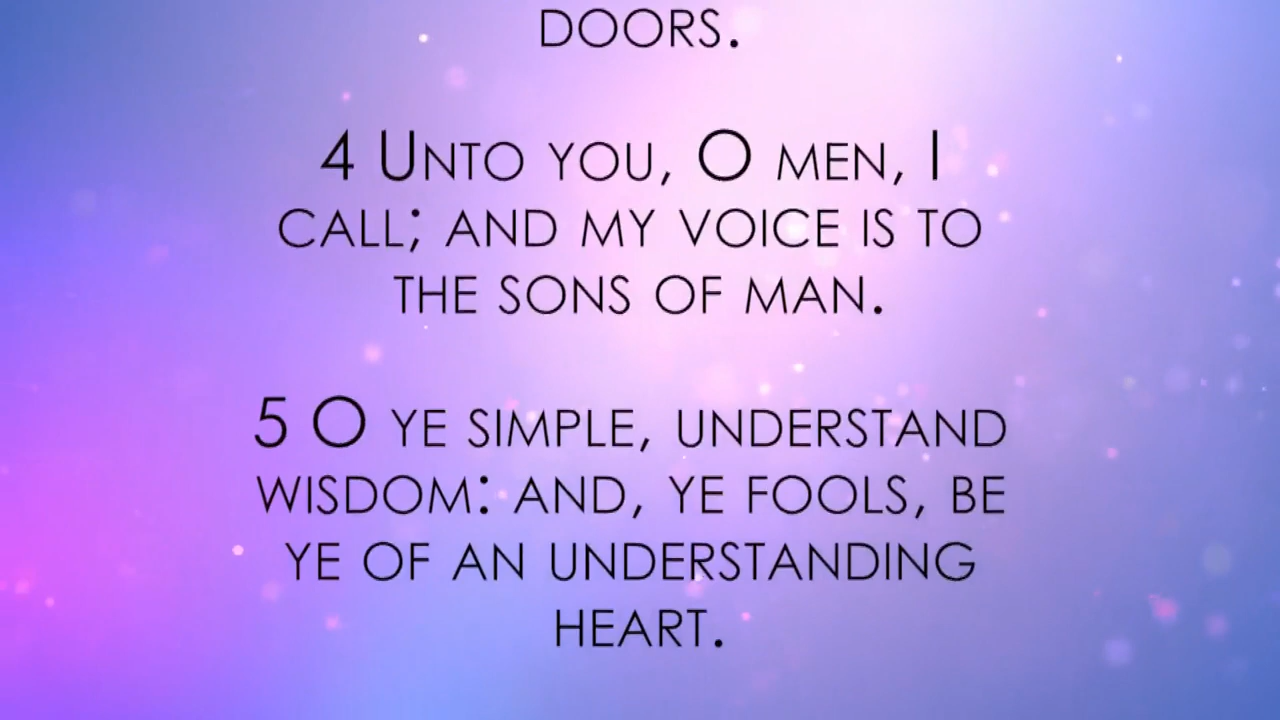 DOORS.
4 UNTO YOU, O MEN, I
CALL; AND MY VOICE IS TO
THE SONS OF MAN.
5 O YE SIMPLE, UNDERSTAND
WISDOM: AND, YE FOOLS, BE
YE OF AN UNDERSTANDING
HEART.